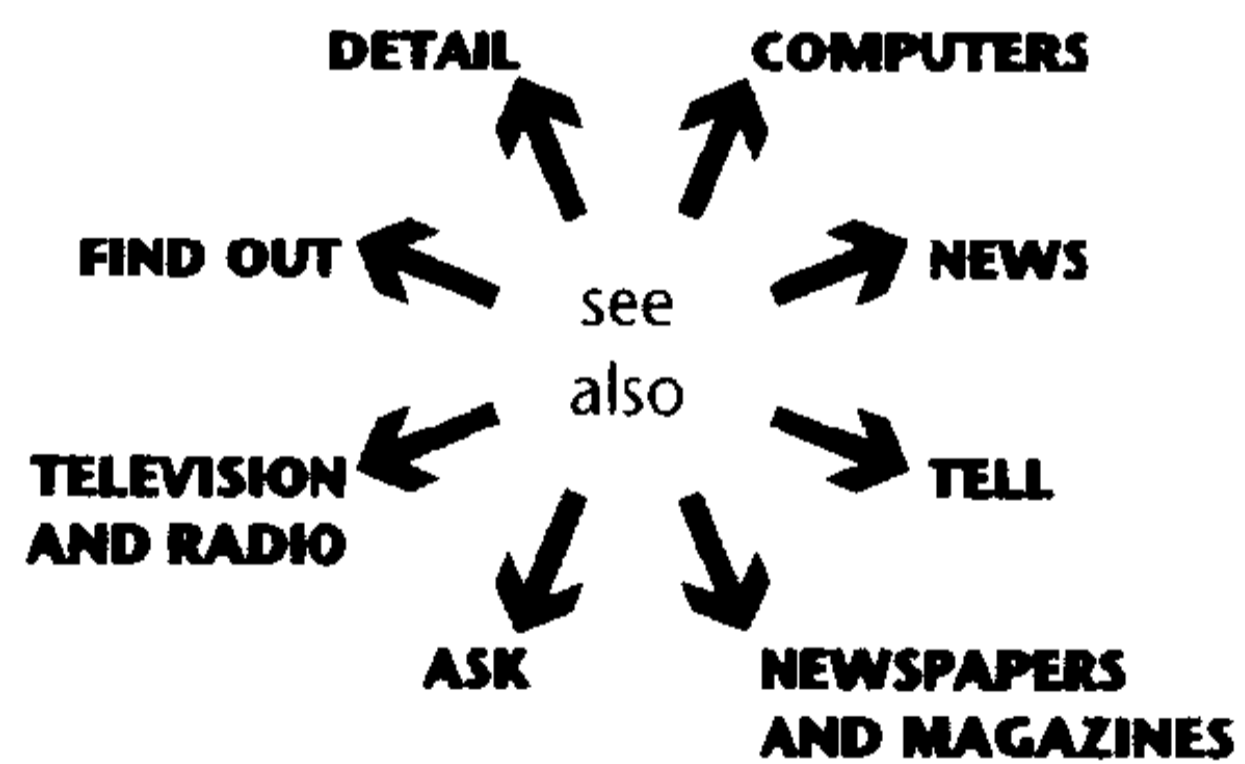 DETAIL
COMPUTERS
FIND OUT
NEWS
see
also
TELEVISION
AND RADIO
TELL
ASK
NEWSPAPERS
AND MAGAZINES